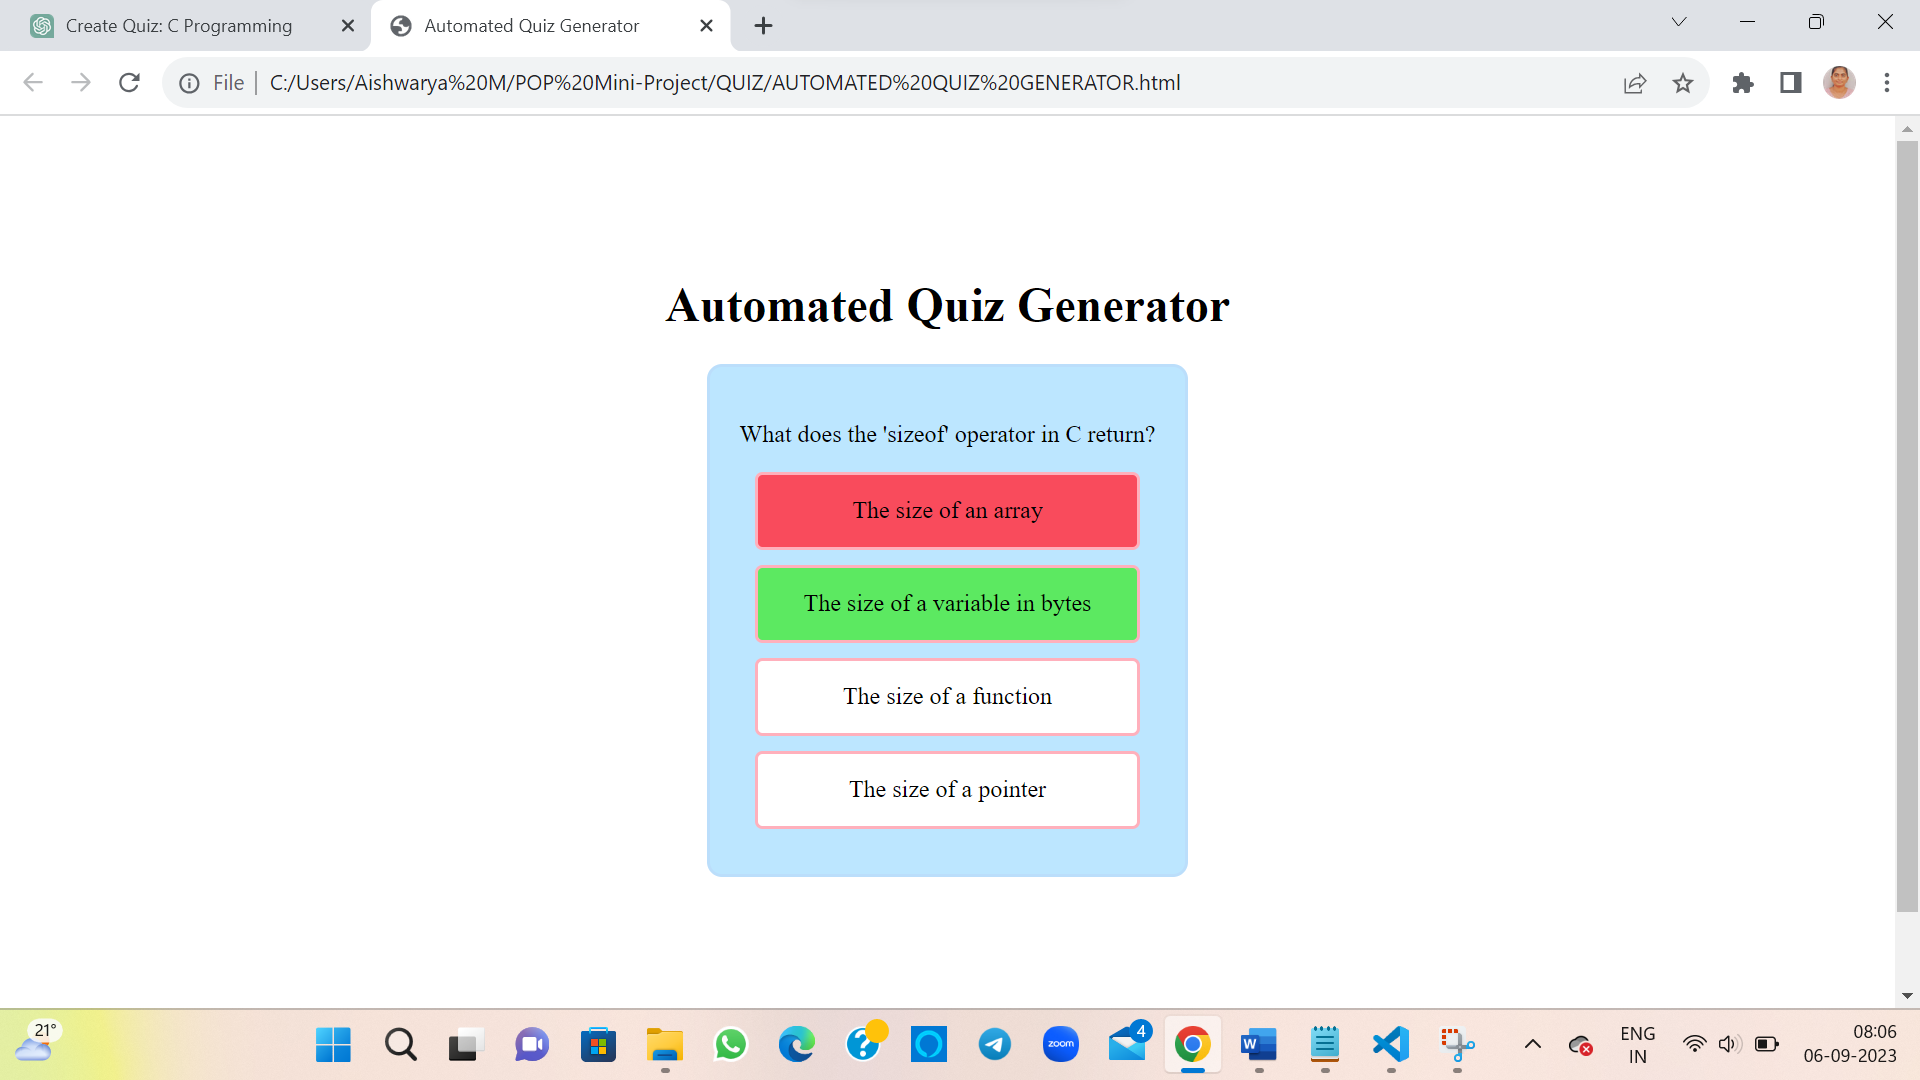 Create Quiz: C Programming
Automated Quiz Generator
File
C:/Users/Aishwarya%20M/POP%20Mini-Project/QUIZ/AUTOMATED%20QUIZ%20GENERATOR.html
Automated Quiz Generator
What does the 'sizeof' operator in C return?
The size of an array
The size of a variable in bytes
The size of a function
The size of a pointer
21°
zoom
4
W
ENG
IN
08:06
06-09-2023